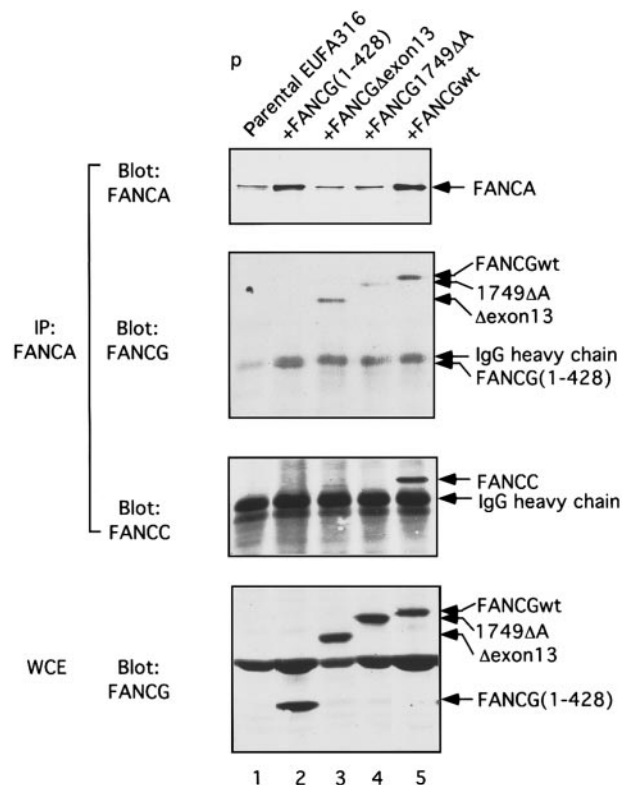 p
Parental EUFA316
+FANCG(1-428)
+FANCGΔexon13
+FANCG1749ΔA
+FANCGwt
IP:
FANCA
Blot:
FANCA
FANCA
Blot:
FANCG
FANCGwt
1749ΔA
Δexon13
IgG heavy chain
FANCG(1-428)
Blot:
FANCC
FANCC
IgG heavy chain
WCE
Blot:
FANCG
FANCGwt
1749ΔA
Δexon13
FANCG(1-428)
1 2 3 4 5